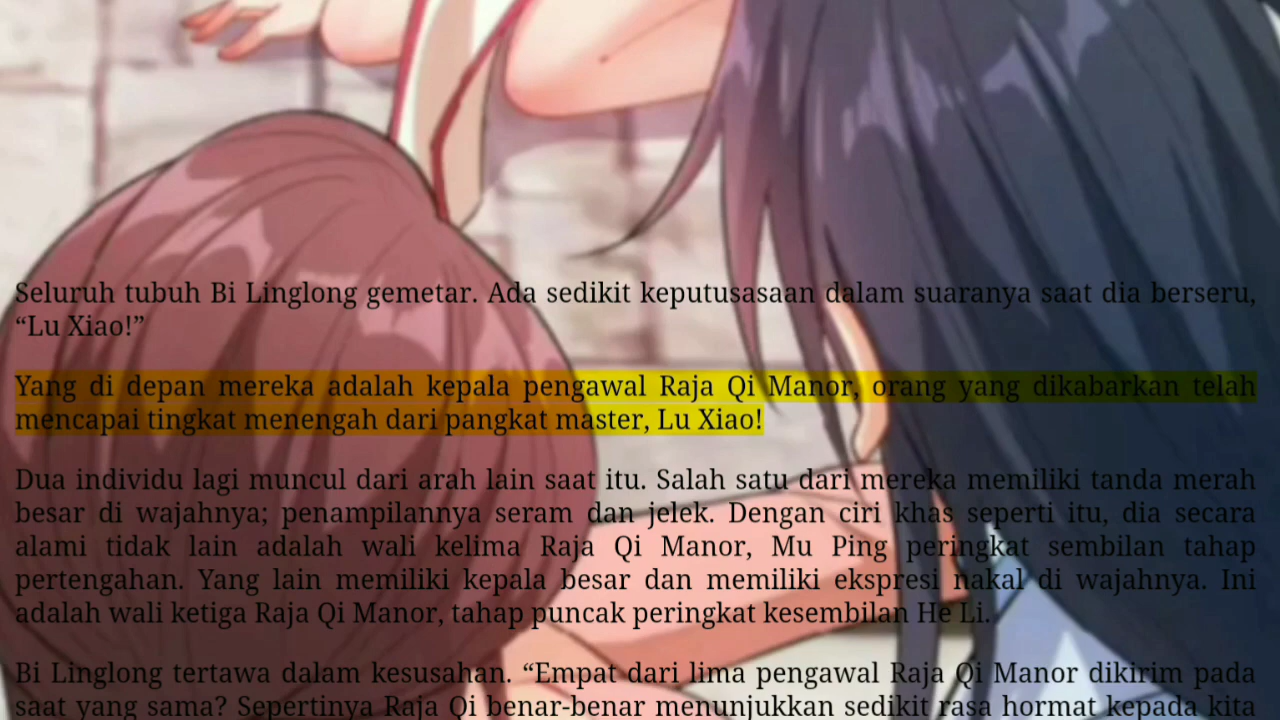 Seluruh tubuh Bi Linglong gemetar. Ada sedikit keputusasaan dalam suaranya saat dia berseru,
“Lu Xiao!”
Yang di depan mereka adalah kepala pengawal Raja Qi Manor, orang yang dikabarkan telah
mencapai tingkat menengah dari pangkat master, Lu Xiao!
Dua individu lagi muncul dari arah lain saat itu. Salah satu dari mereka memiliki tanda merah
besar di wajahnya; penampilannya seram dan jelek. Dengan ciri khas seperti itu, dia secara
alami tidak lain adalah wali kelima Raja Qi Manor, Mu Ping peringkat sembilan tahap
pertengahan. Yang lain memiliki kepala besar dan memiliki ekspresi nakal di wajahnya. Ini
adalah wali ketiga Raja Qi Manor, tahap puncak peringkat kesembilan He Li.
Bi Linglong tertawa dalam kesusahan. “Empat dari lima pengawal Raja Qi Manor dikirim pada
saat yang sama? Sepertinya Raja Qi benar-benar menunjukkan sedikit rasa hormat kepada kita